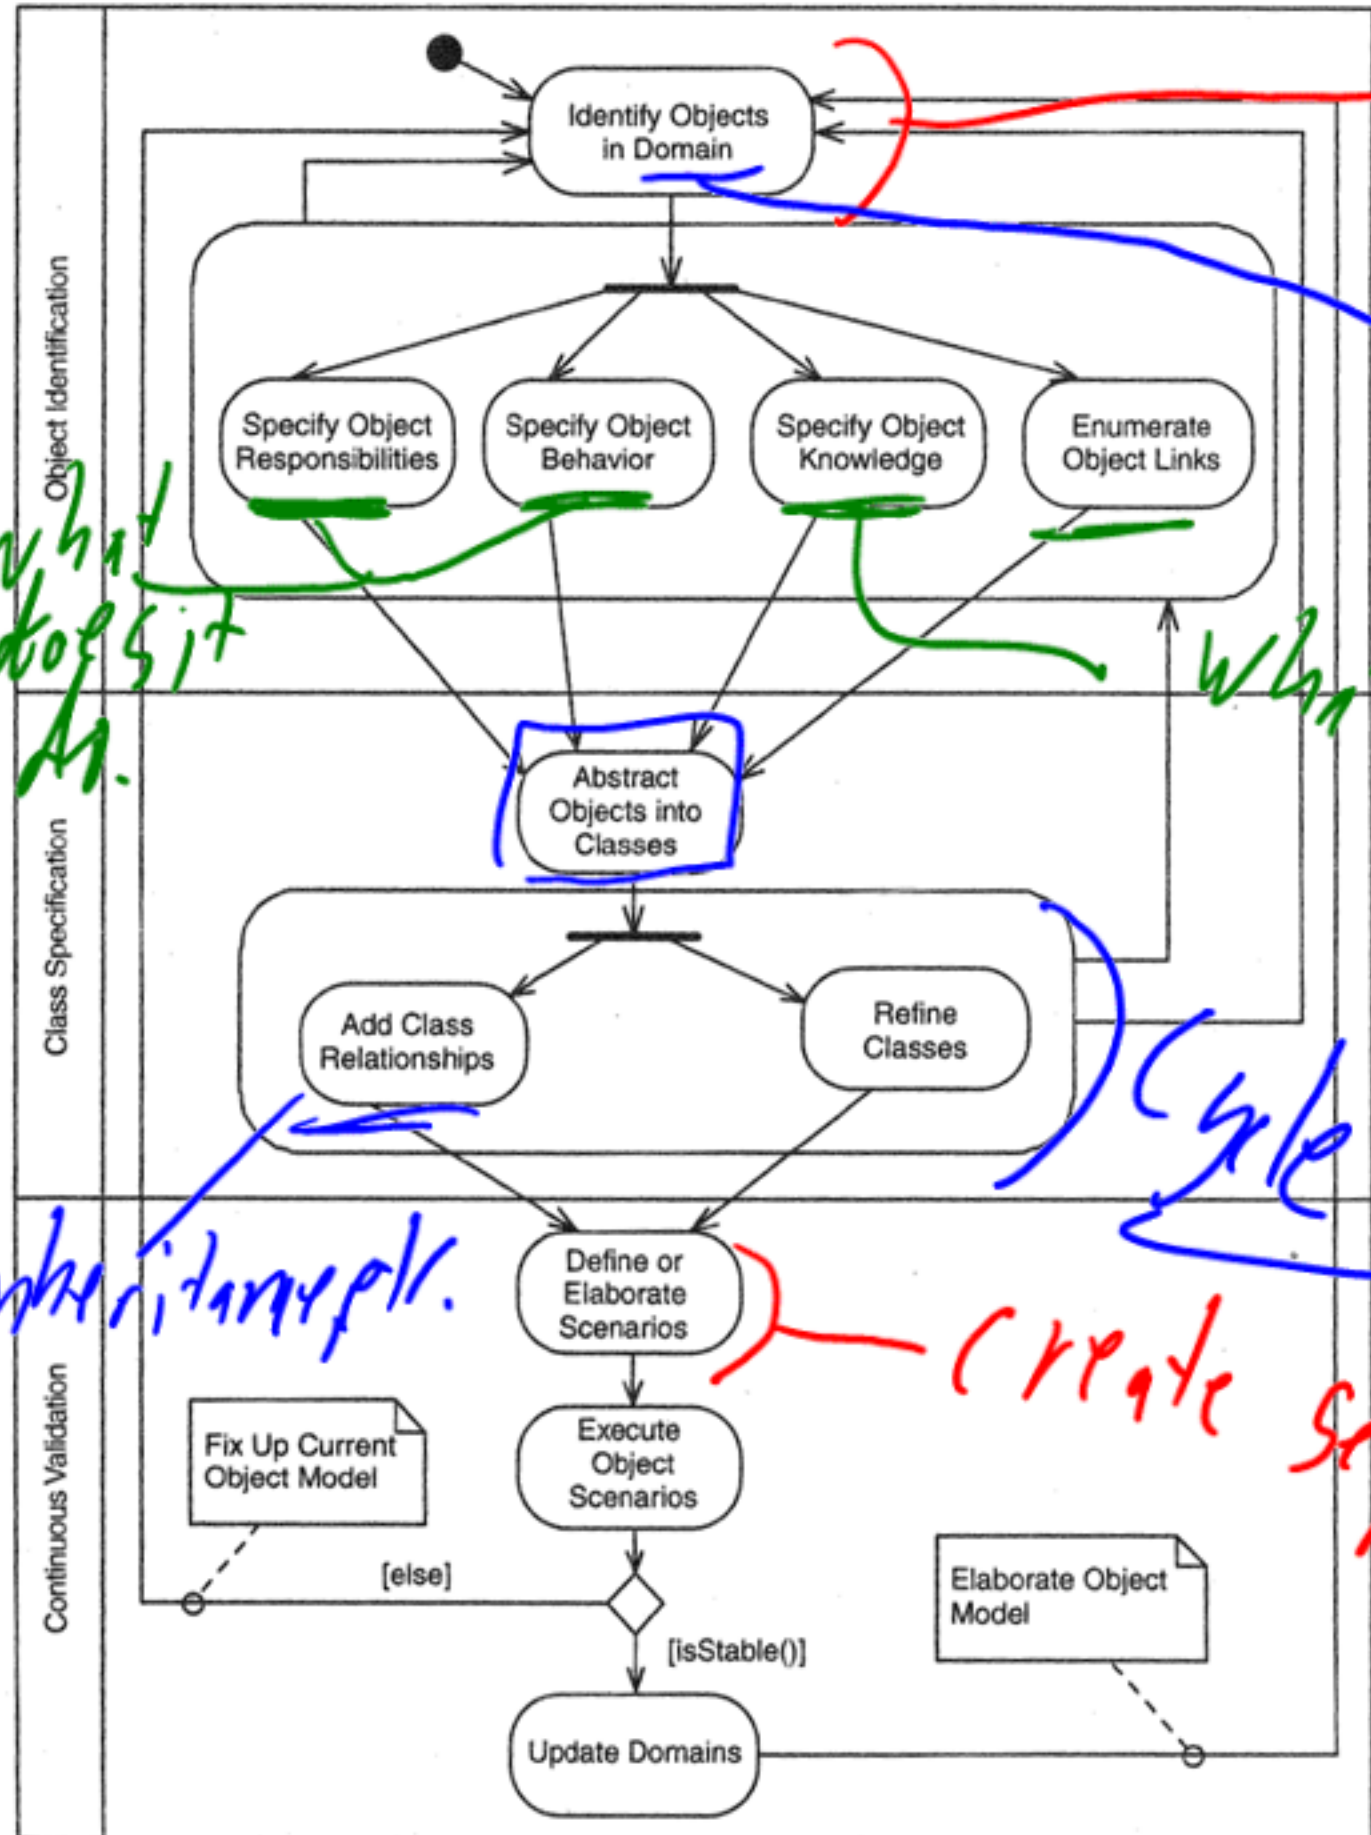 Identify Objects
in Domain
Object Identification
Specify Object
Responsibilities
Specify Object
Behavior
Specify Object
Knowledge
Enumerate
Object Links
what
does it
do.
Abstract
Objects into
Classes
Class Specification
Add Class
Relationships
Refine
Classes
Cycle
Define or
Elaborate
Scenarios
create
Continuous Validation
Fix Up Current
Object Model
Execute
Object
Scenarios
[else]
[isStable()]
Elaborate Object
Model
Update Domains